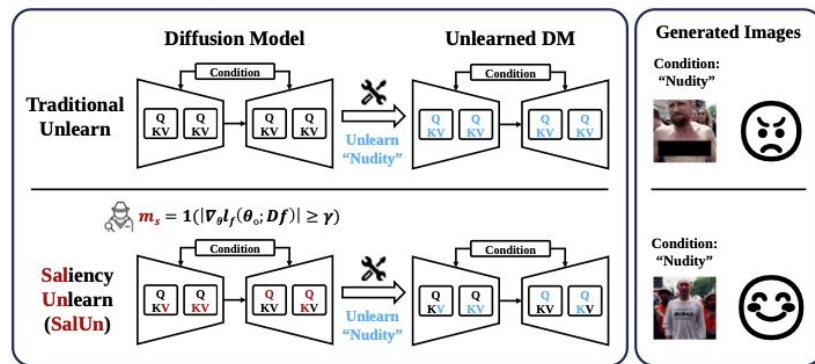 Diffusion Model
Unlearned DM
Generated Images
Traditional
Unlearn
Condition
Q
KV
Q
KV
Q
KV
Q
KV
Unlearn
“Nudity”
Condition
Q
KV
Q
KV
Q
KV
Q
KV
Condition:
“Nudity”
m_s = 1(|∇_θ l_f(θ_o; Df)| ≥ γ)
Saliency
Unlearn
(SalUn)
Condition
Q
KV
Q
KV
Q
KV
Q
KV
Unlearn
“Nudity”
Condition
Q
KV
Q
KV
Q
KV
Q
KV
Condition:
“Nudity”